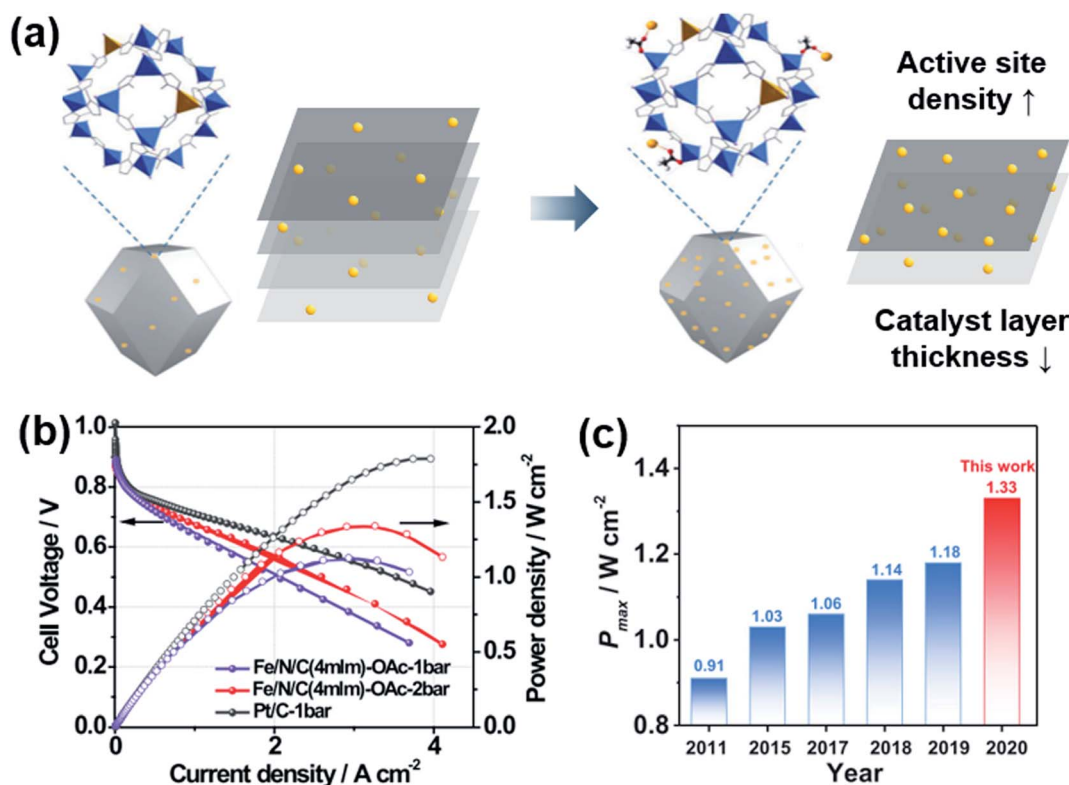 (a)
Active site
density ↑
Catalyst layer
thickness ↓
(b)
1.0
0.8
0.6
0.4
0.2
0.0
Cell Voltage / V
2.0
1.5
1.0
0.5
0.0
Power density / W cm⁻²
Fe/N/C(4mIm)-OAc-1bar
Fe/N/C(4mIm)-OAc-2bar
Pt/C-1bar
0
2
4
Current density / A cm⁻²
(c)
1.4
1.2
1.0
0.8
Pmax / W cm⁻²
This work
0.91
1.03
1.06
1.14
1.18
1.33
2011 2015 2017 2018 2019 2020
Year